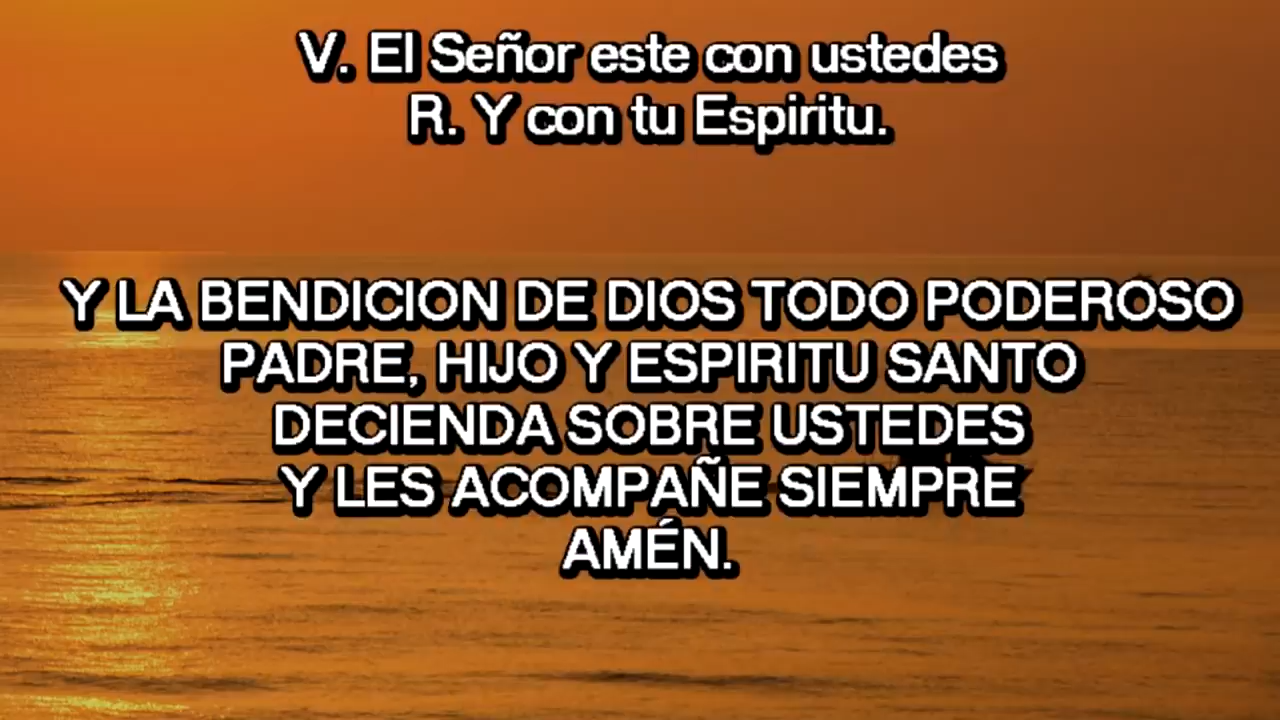 V. El Señor este con ustedes
R. Y con tu Espiritu.
Y LA BENDICION DE DIOS TODO PODEROSO
PADRE, HIJO Y ESPIRITU SANTO
DECIENDA SOBRE USTEDES
Y LES ACOMPAÑE SIEMPRE
AMÉN.